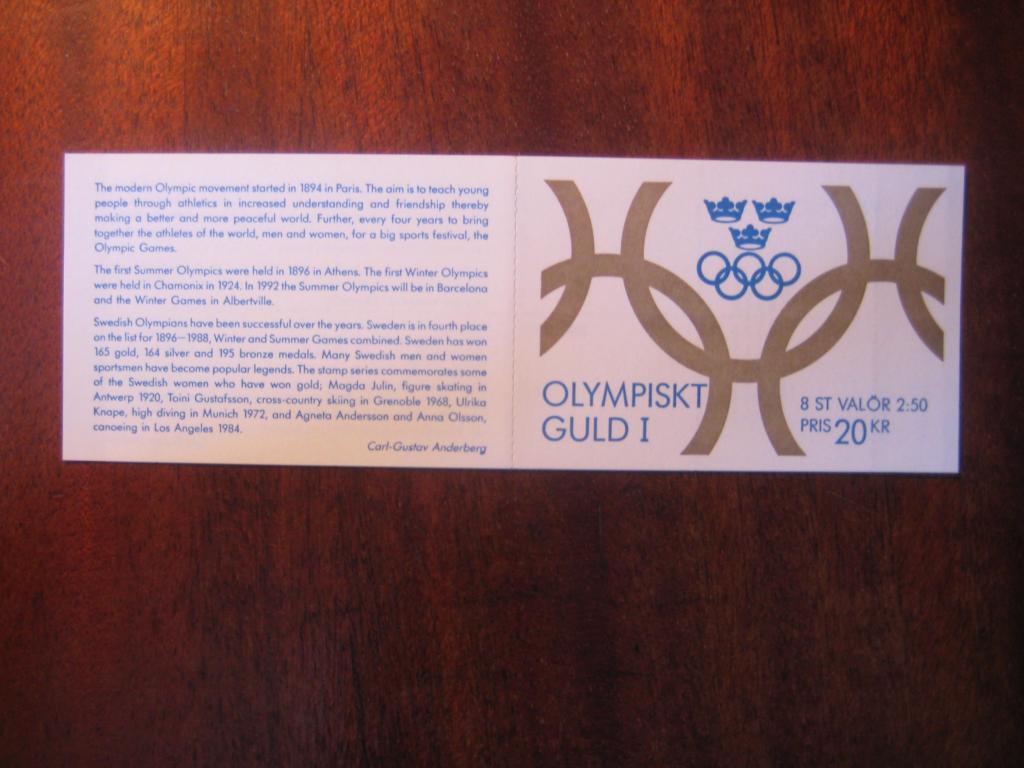 The modern Olympic movement started in 1894 in Paris. The aim is to teach young
people through athletics in increased understanding and friendship thereby
making a better and more peaceful world. Further, every four years to bring
together the athletes of the world, men and women, for a big sports festival, the
Olympic Games.
The first Summer Olympics were held in 1896 in Athens. The first Winter Olympics
were held in Chamonix in 1924. In 1992 the Summer Olympics will be in Barcelona
and the Winter Games in Albertville.
Swedish Olympians have been successful over the years. Sweden is in fourth place
on the list for 1896–1988, Winter and Summer Games combined. Sweden has won
165 gold, 164 silver and 195 bronze medals. Many Swedish men and women
sportsmen have become popular legends. The stamp series commemorates some
of the Swedish women who have won gold; Magda Julin, figure skating in
Antwerp 1920, Toini Gustafsson, cross-country skiing in Grenoble 1968, Ulrika
Knape, high diving in Munich 1972, and Agneta Andersson and Anna Olsson,
canoeing in Los Angeles 1984.
Carl-Gustav Anderberg
OLYMPISKT
GULD I
8 ST VALÖR 2:50
PRIS 20 KR